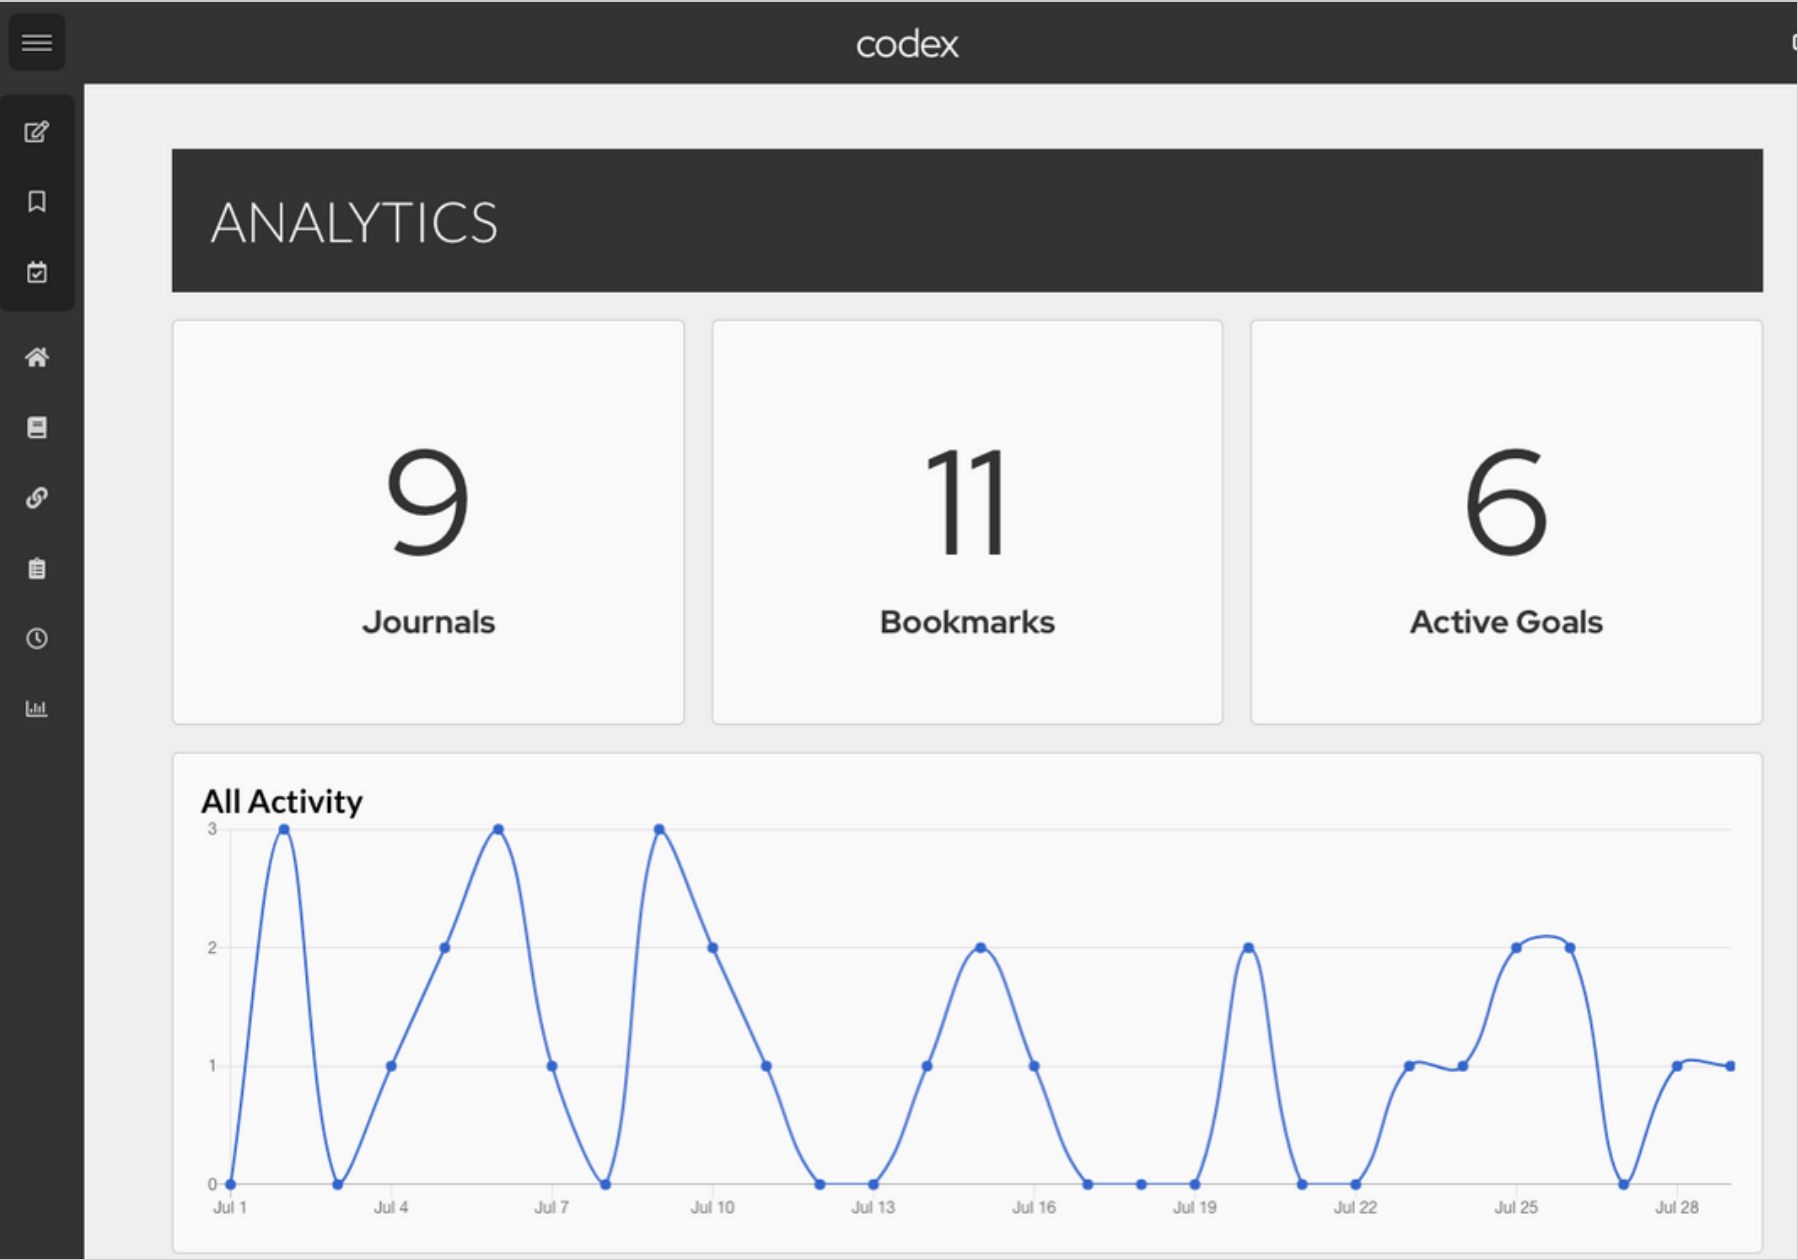 codex
ANALYTICS
9
Journals
11
Bookmarks
6
Active Goals
All Activity
3
2
1
0
Jul 1 Jul 4 Jul 7 Jul 10 Jul 13 Jul 16 Jul 19 Jul 22 Jul 25 Jul 28